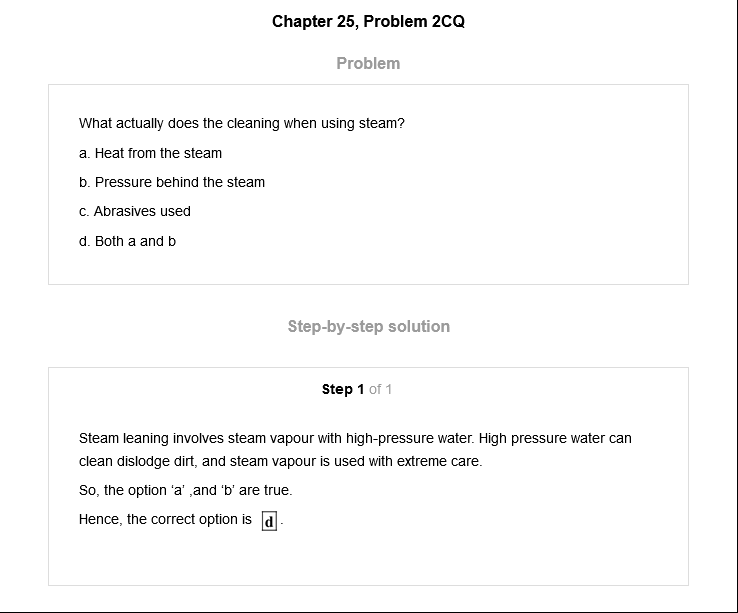 Chapter 25, Problem 2CQ
Problem
What actually does the cleaning when using steam?
a. Heat from the steam
b. Pressure behind the steam
c. Abrasives used
d. Both a and b
Step-by-step solution
Step 1 of 1
Steam leaning involves steam vapour with high-pressure water. High pressure water can
clean dislodge dirt, and steam vapour is used with extreme care.
So, the option ‘a’ ,and ‘b’ are true.
Hence, the correct option is d .